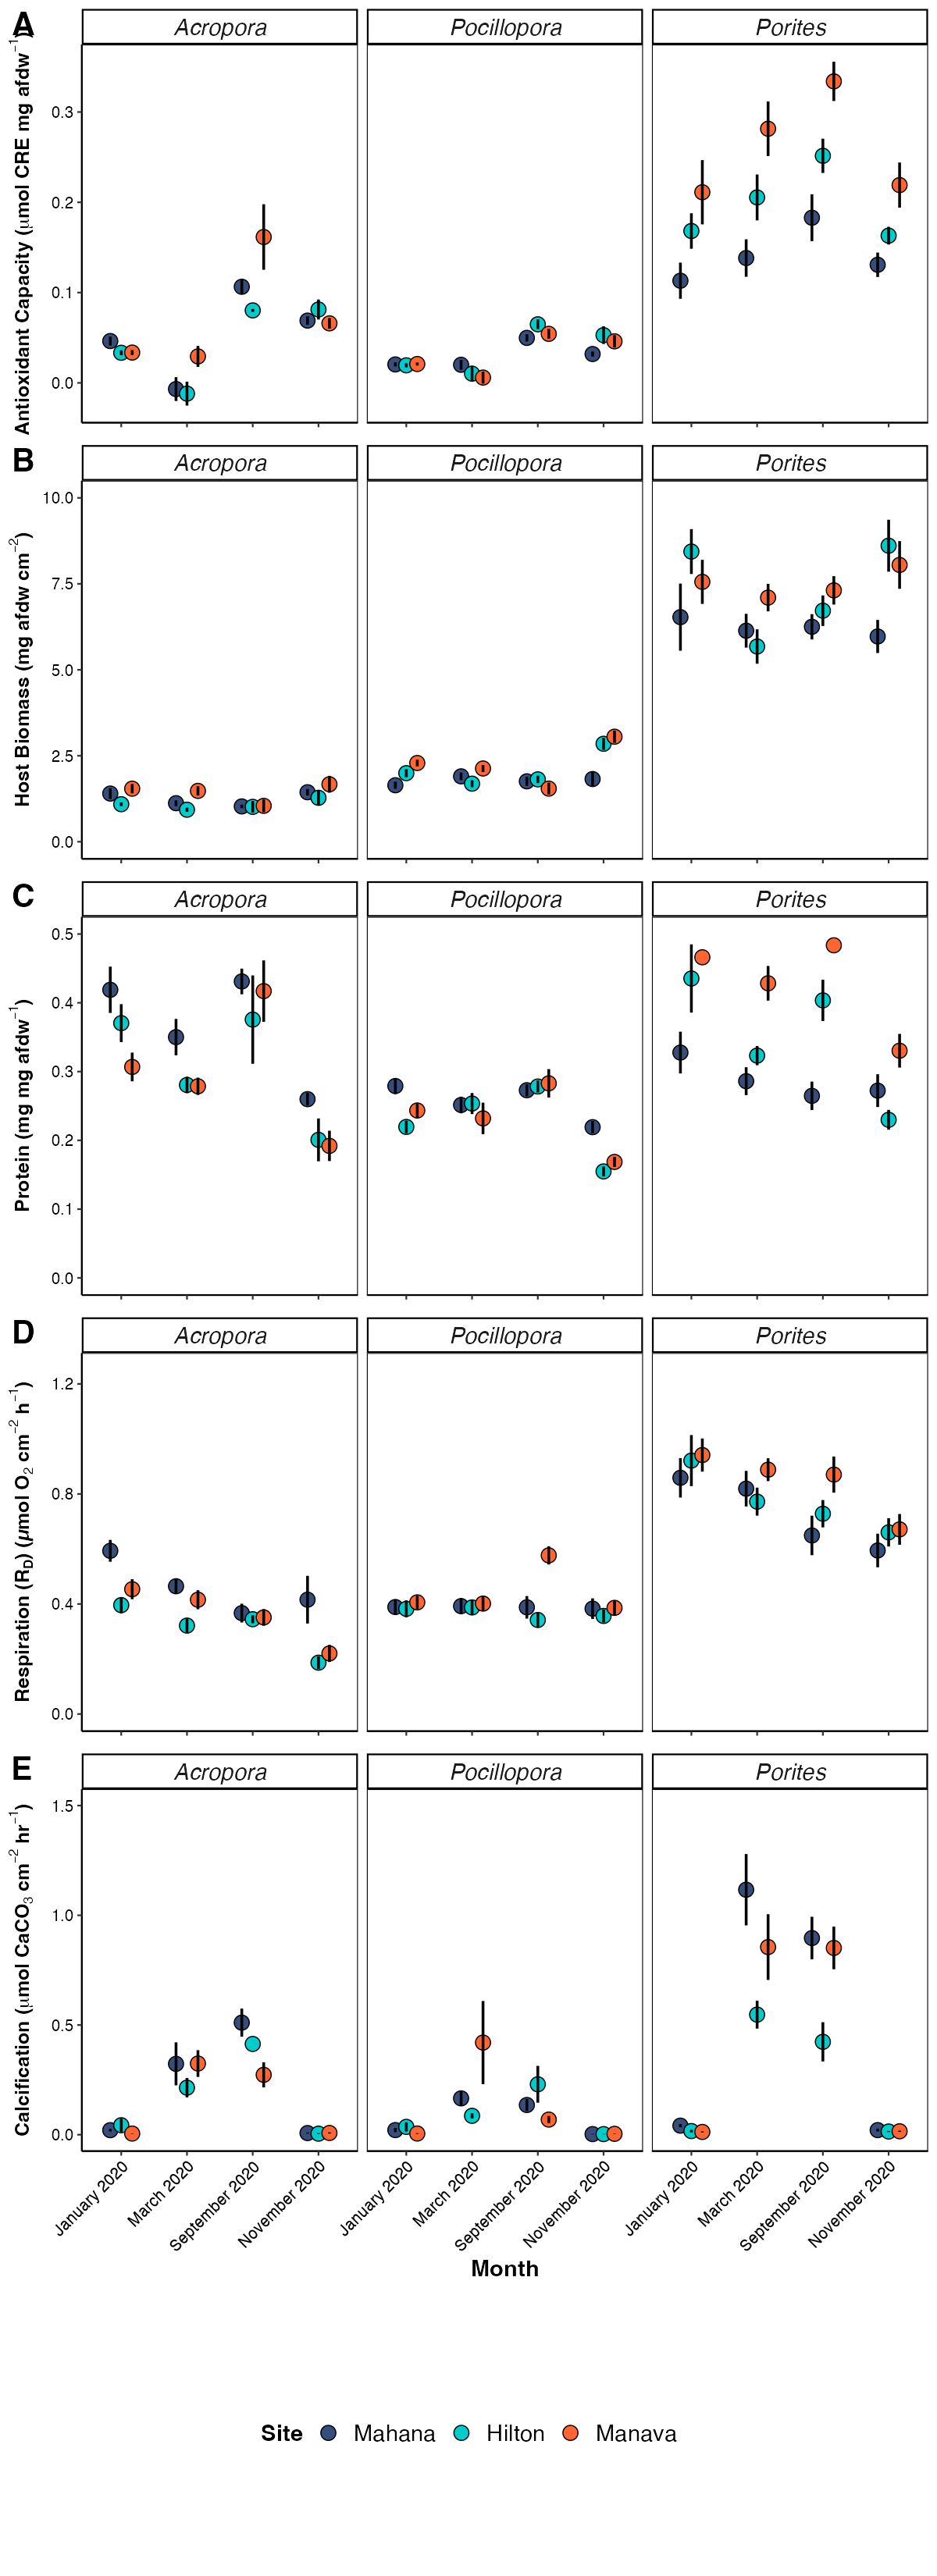 A
Acropora Pocillopora Porites
Antioxidant Capacity (μmol CRE mg afdw⁻¹)
0.3
0.2
0.1
0.0
B
Acropora Pocillopora Porites
Host Biomass (mg afdw cm⁻²)
10.0
7.5
5.0
2.5
0.0
C
Acropora Pocillopora Porites
Protein (mg mg afdw⁻¹)
0.5
0.4
0.3
0.2
0.1
0.0
D
Acropora Pocillopora Porites
Respiration (R_D) (μmol O₂ cm⁻² h⁻¹)
1.2
0.8
0.4
0.0
E
Acropora Pocillopora Porites
Calcification (μmol CaCO₃ cm⁻² hr⁻¹)
1.5
1.0
0.5
0.0
January 2020 March 2020 September 2020 November 2020 January 2020 March 2020 September 2020 November 2020 January 2020 March 2020 September 2020 November 2020
Month
Site Mahana Hilton Manava